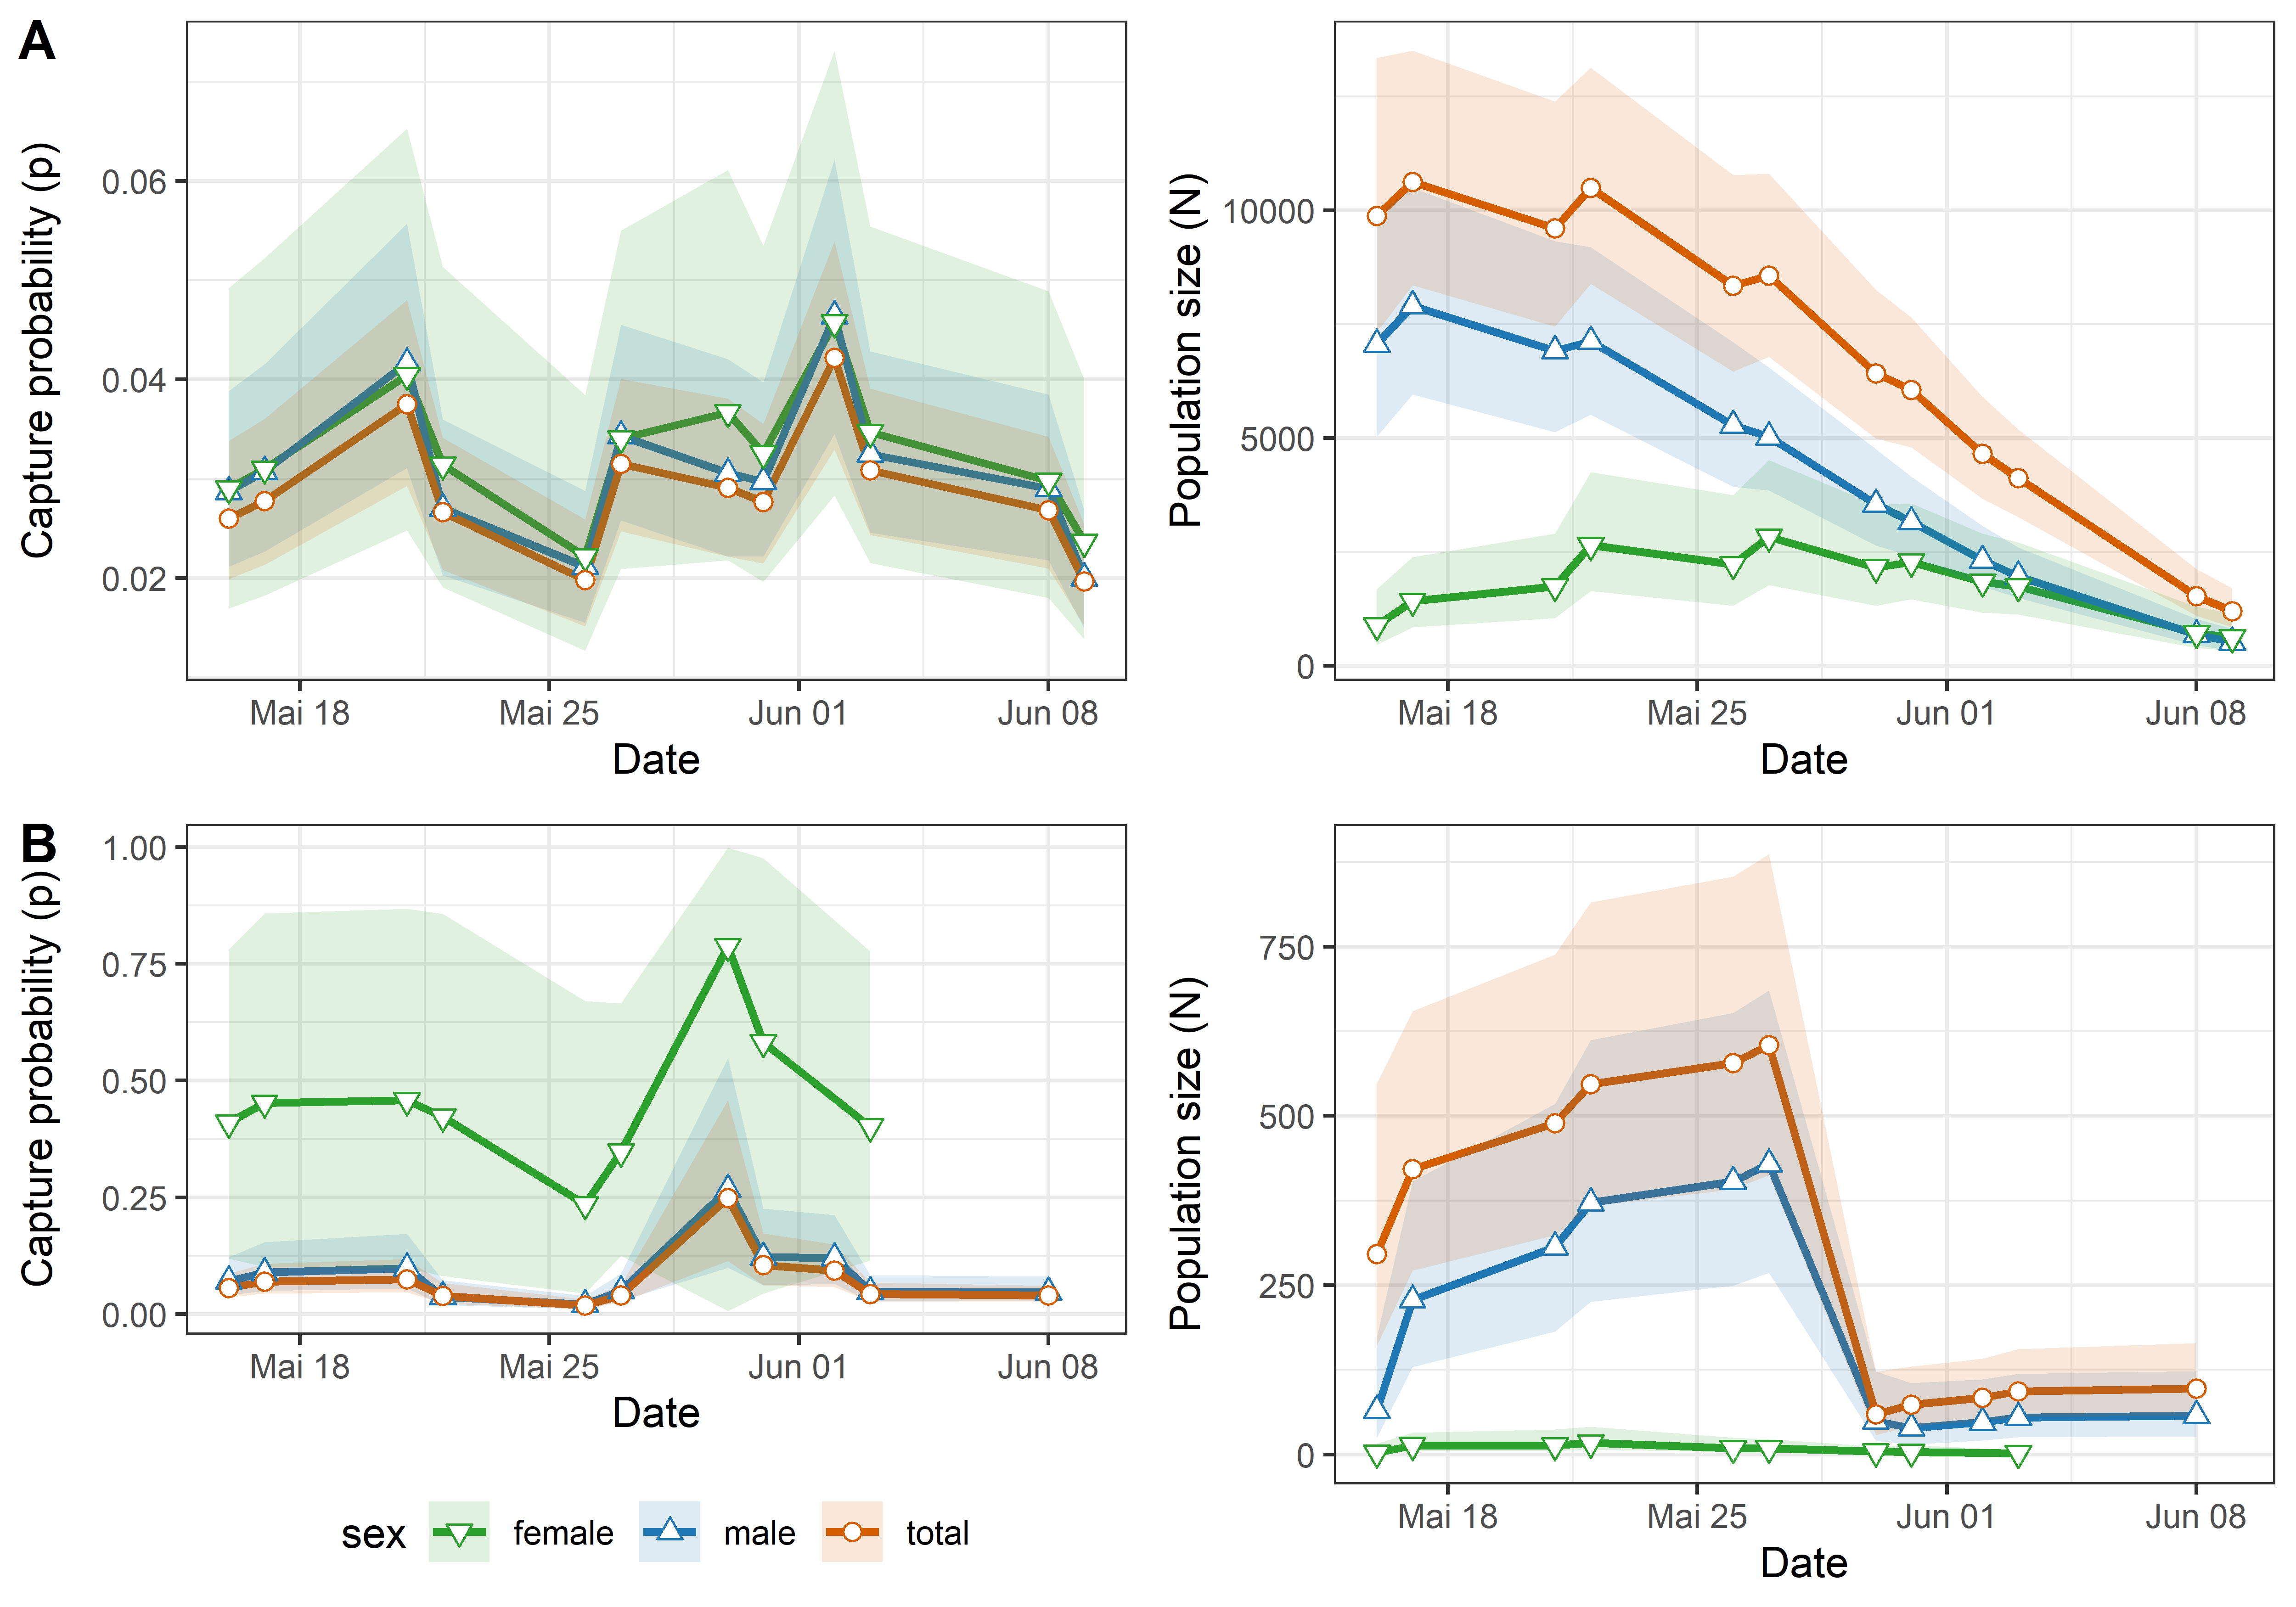 A
Capture probability (p)
0.06
0.04
0.02
Mai 18 Mai 25 Jun 01 Jun 08
Date
Population size (N)
10000
5000
0
Mai 18 Mai 25 Jun 01 Jun 08
Date
B
Capture probability (p)
1.00
0.75
0.50
0.25
0.00
Mai 18 Mai 25 Jun 01 Jun 08
Date
Population size (N)
750
500
250
0
Mai 18 Mai 25 Jun 01 Jun 08
Date
sex female male total